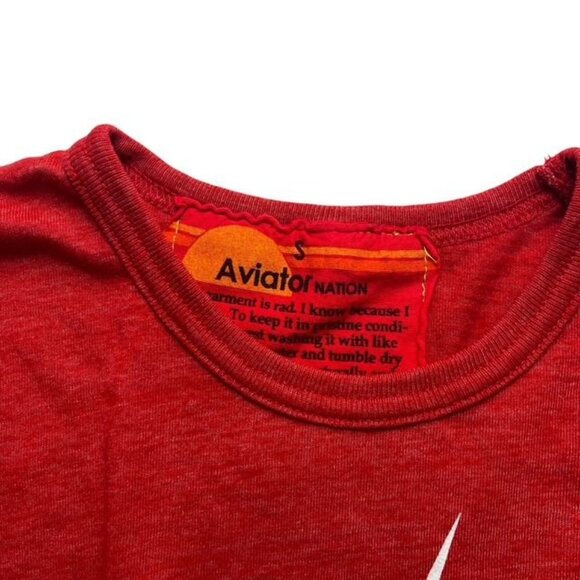 S
Aviator NATION
garment is rad. I know because I
To keep it in pristine condi-
washing it with like
and tumble dry